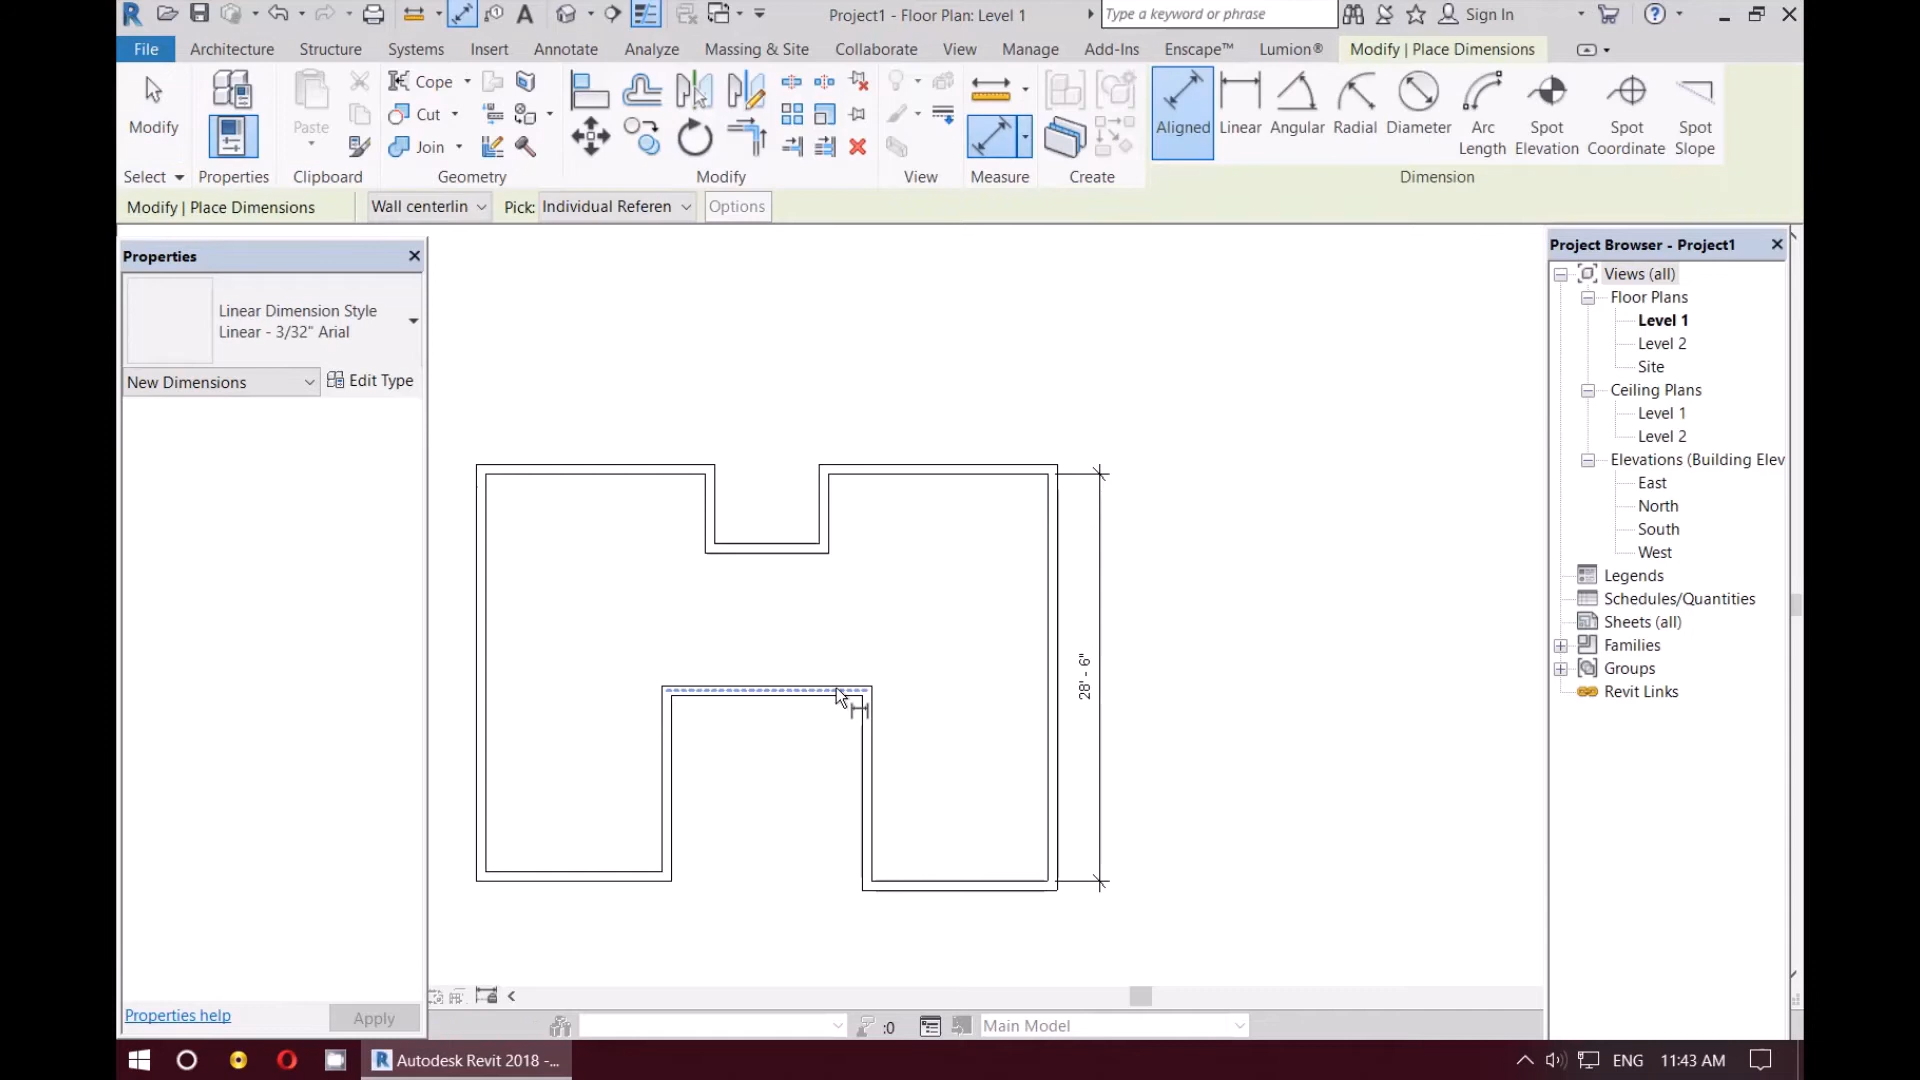 Project1 - Floor Plan: Level 1
Type a keyword or phrase
Sign In
File
Architecture
Structure
Systems
Insert
Annotate
Analyze
Massing & Site
Collaborate
View
Manage
Add-Ins
Enscape™
Lumion®
Modify | Place Dimensions
Modify
Paste
Cope
Cut
Join
Aligned
Linear
Angular
Radial
Diameter
Arc
Length
Spot
Elevation
Spot
Coordinate
Spot
Slope
Select
Properties
Clipboard
Geometry
Modify
View
Measure
Create
Dimension
Modify | Place Dimensions
Wall centerlin
Pick:
Individual Referen
Options
Properties
Linear Dimension Style
Linear - 3/32" Arial
New Dimensions
Edit Type
Properties help
Apply
28' - 6"
Project Browser - Project1
Views (all)
Floor Plans
Level 1
Level 2
Site
Ceiling Plans
Level 1
Level 2
Elevations (Building Elev
East
North
South
West
Legends
Schedules/Quantities
Sheets (all)
Families
Groups
Revit Links
:0
Main Model
Autodesk Revit 2018 -...
ENG
11:43 AM